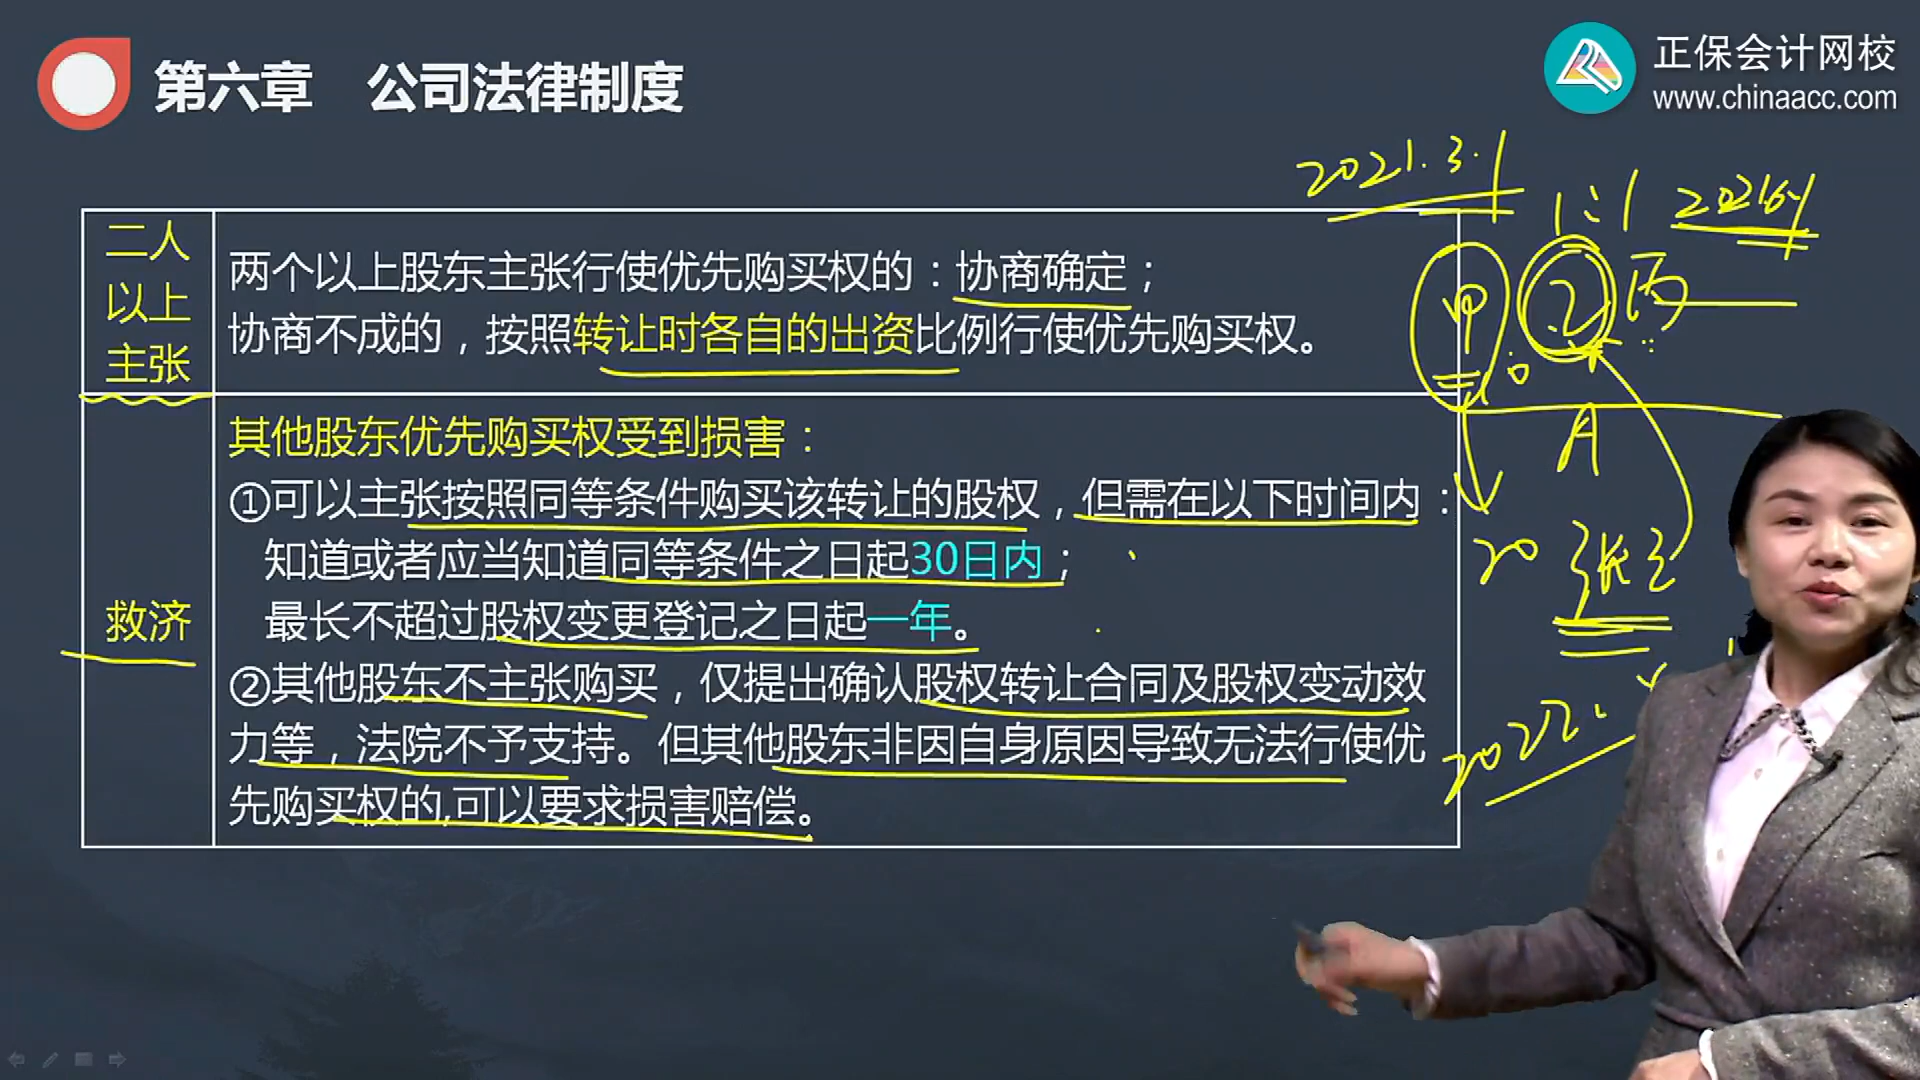 第六章 公司法律制度
正保会计网校
www.chinaacc.com
2021.3.1
1:1
2021.6.1
二人
以上
主张
两个以上股东主张行使优先购买权的：协商确定；
协商不成的，按照转让时各自的出资比例行使优先购买权。
甲 乙 丙
A
救济
其他股东优先购买权受到损害：
①可以主张按照同等条件购买该转让的股权，但需在以下时间内：
知道或者应当知道同等条件之日起30日内；
最长不超过股权变更登记之日起一年。
20 张三
②其他股东不主张购买，仅提出确认股权转让合同及股权变动效
力等，法院不予支持。但其他股东非因自身原因导致无法行使优
先购买权的,可以要求损害赔偿。
2022